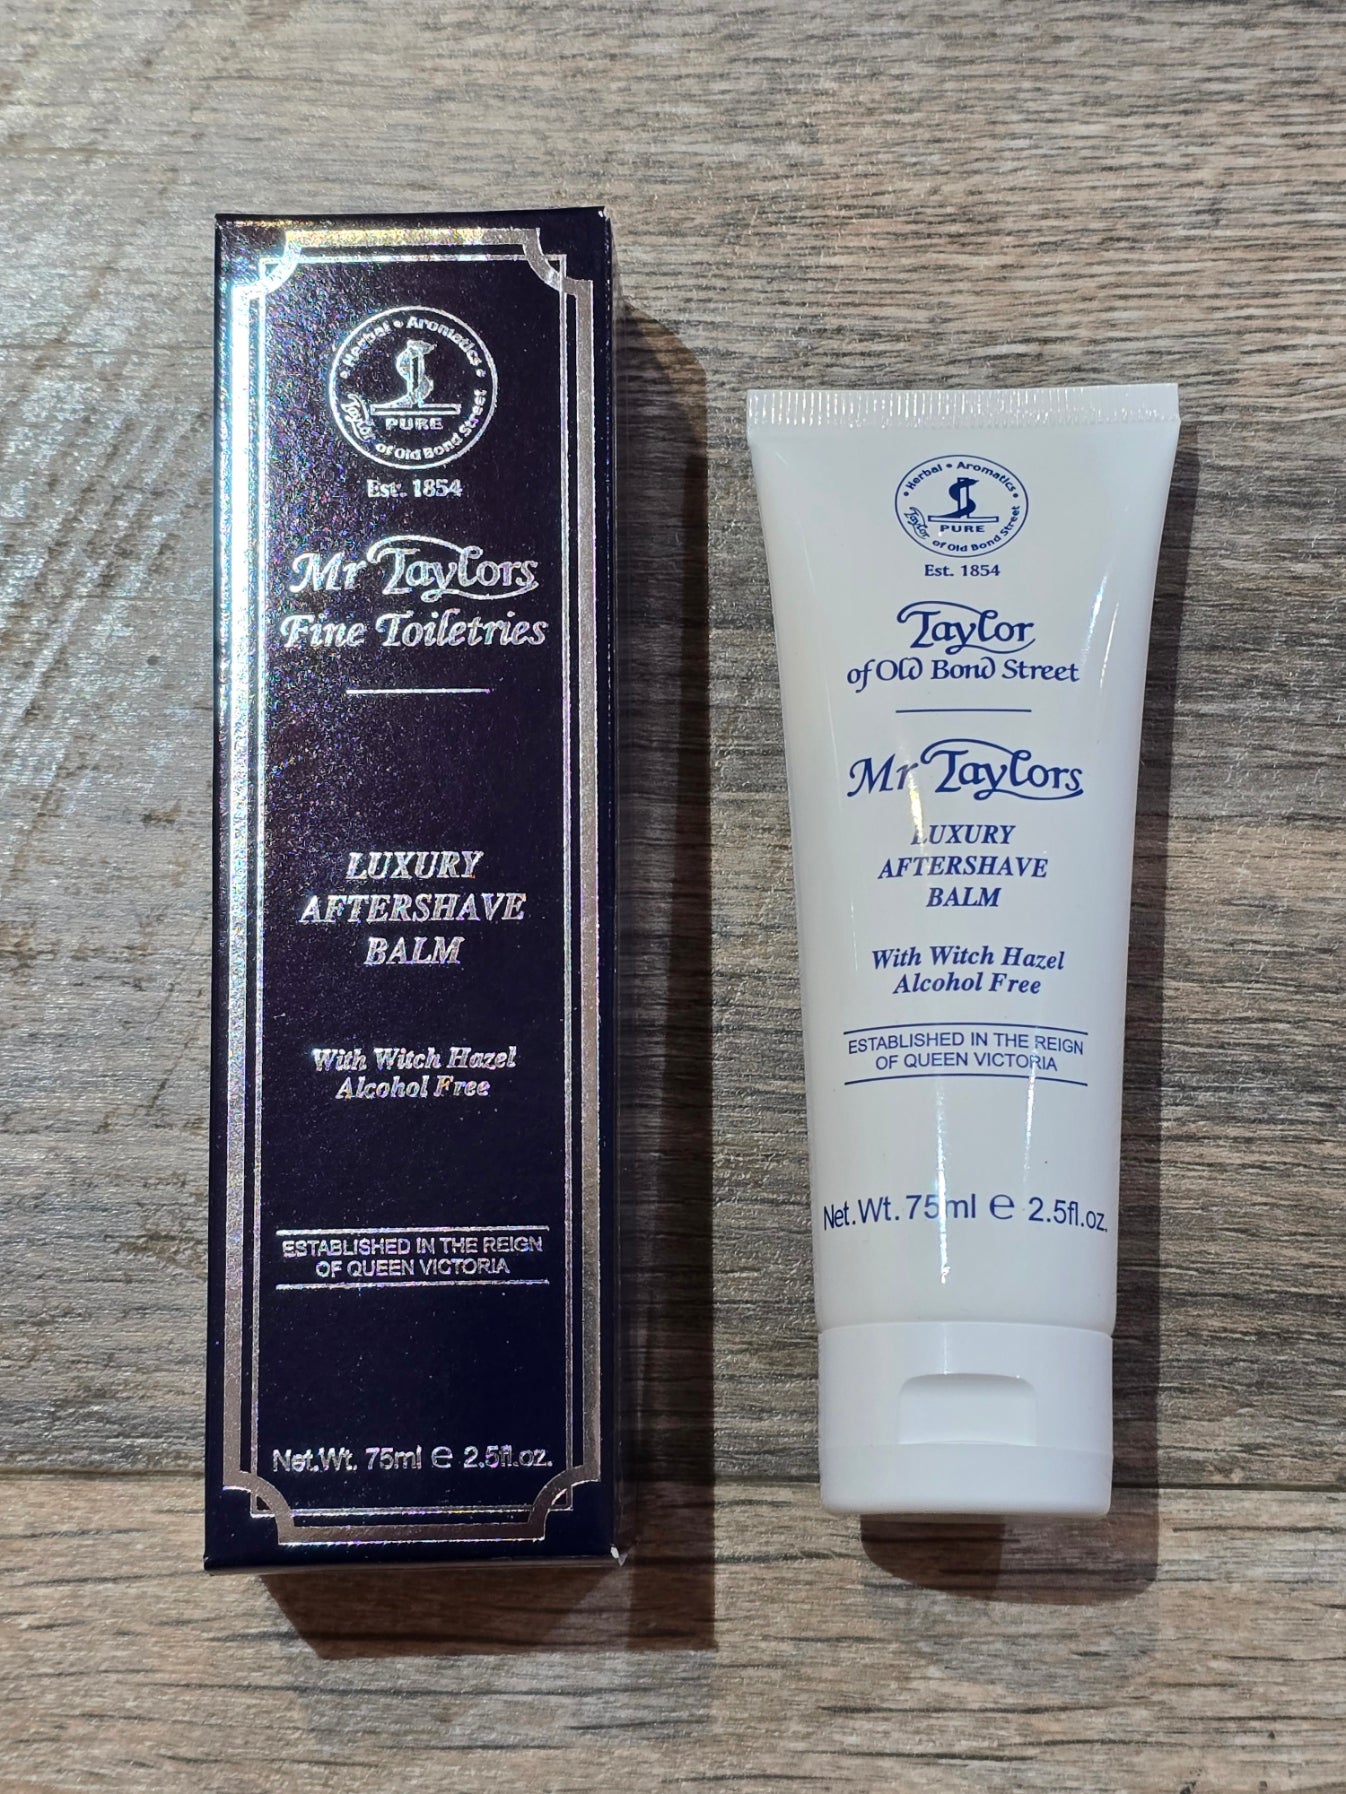 Herbal • Aromatics •
PURE
Taylor of Old Bond Street
Est. 1854
Mr Taylors
Fine Toiletries
LUXURY
AFTERSHAVE
BALM
With Witch Hazel
Alcohol Free
ESTABLISHED IN THE REIGN
OF QUEEN VICTORIA
Net.Wt. 75ml e 2.5fl.oz.
Herbal • Aromatics •
PURE
Taylor of Old Bond Street
Est. 1854
Taylor
of Old Bond Street
Mr Taylors
LUXURY
AFTERSHAVE
BALM
With Witch Hazel
Alcohol Free
ESTABLISHED IN THE REIGN
OF QUEEN VICTORIA
Net.Wt. 75ml e 2.5fl.oz.